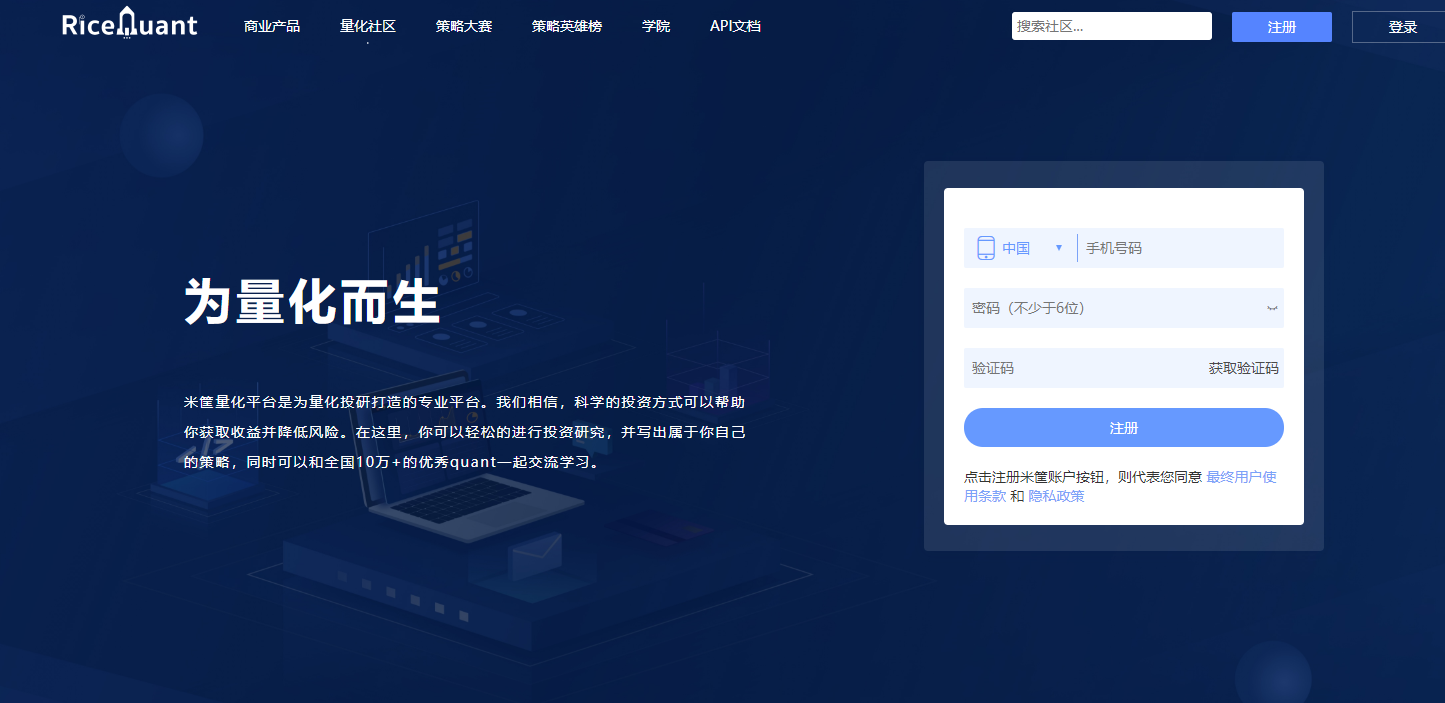 RiceQuant 商业产品 量化社区 策略大赛 策略英雄榜 学院 API文档 搜索社区... 注册 登录
为量化而生
米筐量化平台是为量化投研打造的专业平台。我们相信，科学的投资方式可以帮助
你获取收益并降低风险。在这里，你可以轻松的进行投资研究，并写出属于你自己
的策略，同时可以和全国10万+的优秀quant一起交流学习。
中国 ▼ 手机号码
密码（不少于6位）
验证码 获取验证码
注册
点击注册米筐账户按钮，则代表您同意 最终用户使
用条款 和 隐私政策